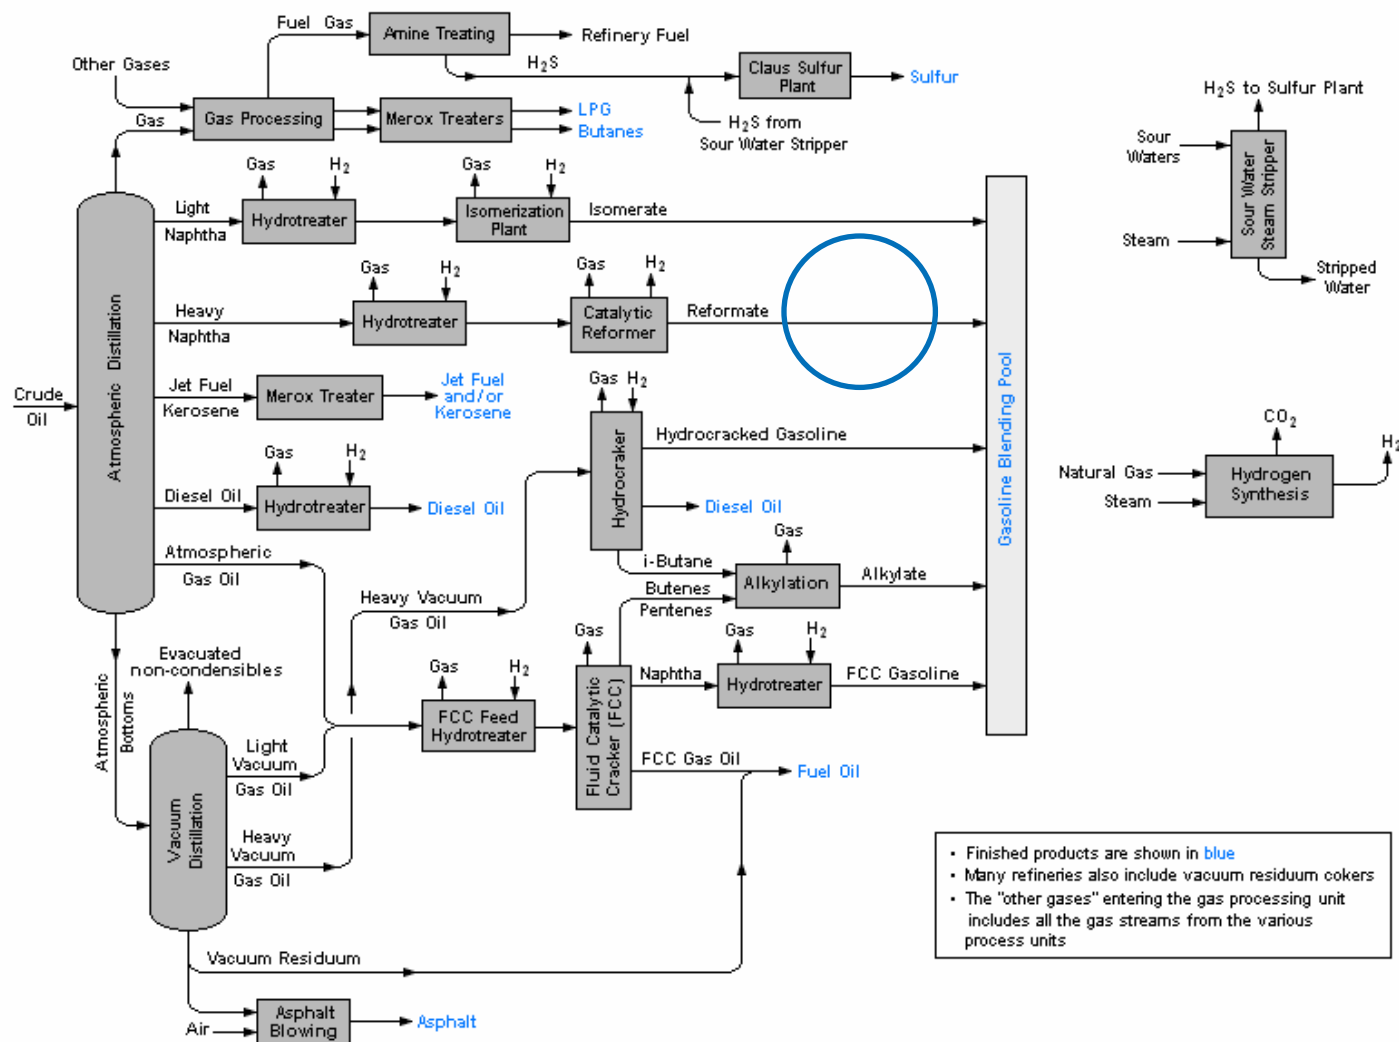 Fuel Gas
Amine Treating
Refinery Fuel
Other Gases
H2S
Claus Sulfur
Plant
Sulfur
Gas Processing
Gas
Merox Treaters
LPG
Butanes
H2S from
Sour Water Stripper
H2S to Sulfur Plant
Sour
Waters
Sour Water
Steam Stripper
Steam
Stripped
Water
Gas
H2
Gas
H2
Light
Naphtha
Hydrotreater
Isomerization
Plant
Isomerate
Gas
H2
Gas
H2
Heavy
Naphtha
Hydrotreater
Catalytic
Reformer
Reformate
Crude
Oil
Atmospheric Distillation
Jet Fuel
Kerosene
Merox Treater
Jet Fuel
and/or
Kerosene
Gas
H2
Hydrocraker
Hydrocracked Gasoline
Gasoline Blending Pool
CO2
H2
Natural Gas
Steam
Hydrogen
Synthesis
Gas
H2
Diesel Oil
Hydrotreater
Diesel Oil
Diesel Oil
Atmospheric
Gas Oil
i-Butane
Gas
Butenes
Pentenes
Alkylation
Alkylate
Heavy Vacuum
Gas Oil
Evacuated
non-condensibles
Atmospheric
Bottoms
Gas
H2
FCC Feed
Hydrotreater
Gas
Fluid Catalytic
Cracker (FCC)
Naphtha
Gas
H2
Hydrotreater
FCC Gasoline
FCC Gas Oil
Fuel Oil
Vacuum
Distillation
Light
Vacuum
Gas Oil
Heavy
Vacuum
Gas Oil
Vacuum Residuum
Air
Asphalt
Blowing
Asphalt
• Finished products are shown in blue
• Many refineries also include vacuum residuum cokers
• The "other gases" entering the gas processing unit
includes all the gas streams from the various
process units